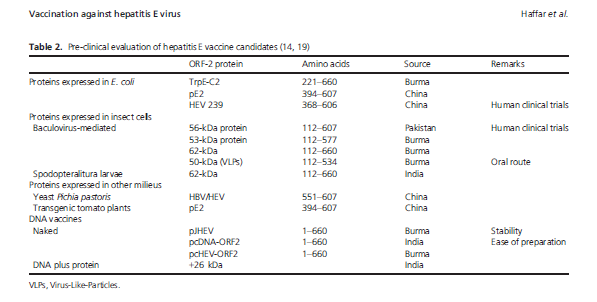 Vaccination against hepatitis E virus Haffar et al.
Table 2. Pre-clinical evaluation of hepatitis E vaccine candidates (14, 19)
ORF-2 protein Amino acids Source Remarks
Proteins expressed in E. coli TrpE-C2 221–660 Burma
pE2 394–607 China
HEV 239 368–606 China Human clinical trials
Proteins expressed in insect cells
Baculovirus-mediated 56-kDa protein 112–607 Pakistan Human clinical trials
53-kDa protein 112–577 Burma
62-kDa 112–660 Burma
50-kDa (VLPs) 112–534 Burma Oral route
Spodopteralitura larvae 62-kDa 112–660 India
Proteins expressed in other milieus
Yeast Pichia pastoris HBV/HEV 551–607 China
Transgenic tomato plants pE2 394–607 China
DNA vaccines
Naked pJHEV 1–660 Burma Stability
pcDNA-ORF2 1–660 India Ease of preparation
pcHEV-ORF2 1–660 Burma
DNA plus protein +26 kDa India
VLPs, Virus-Like-Particles.